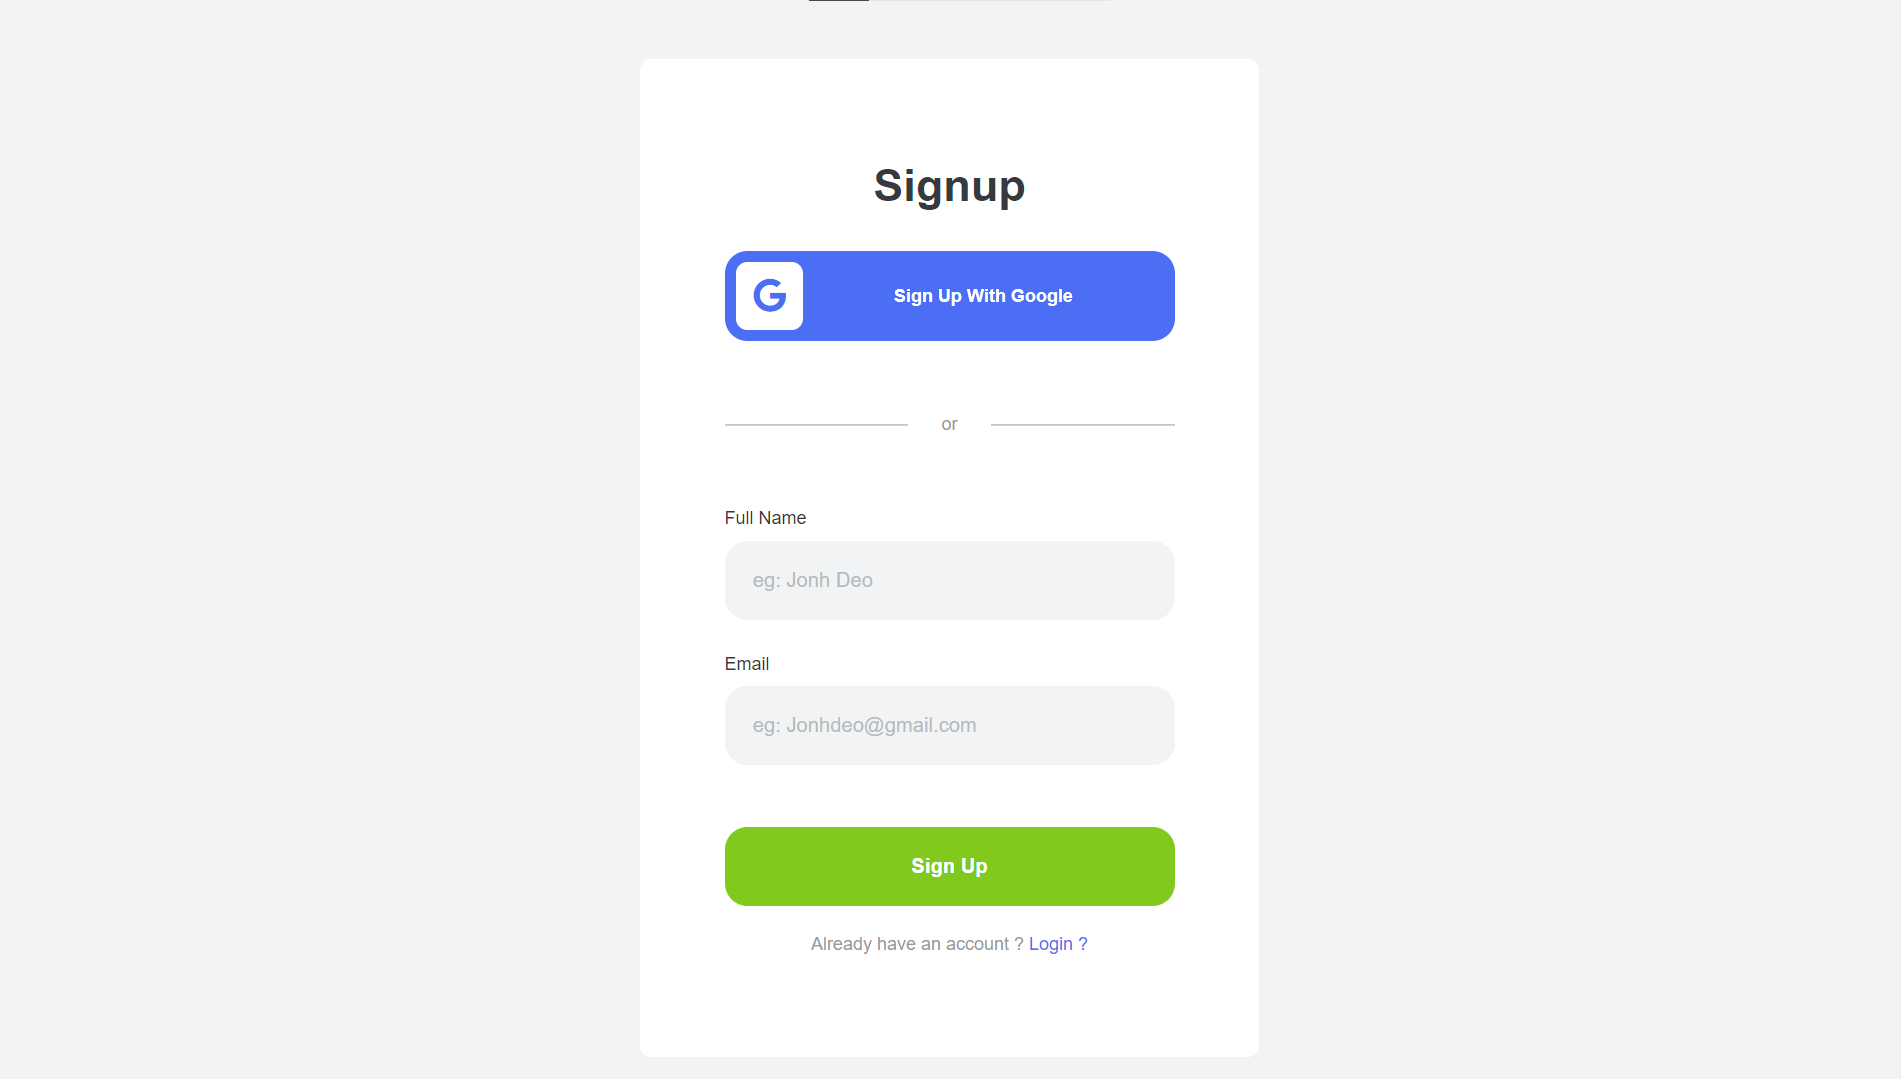 Signup
Sign Up With Google
or
Full Name
eg: Jonh Deo
Email
eg: Jonhdeo@gmail.com
Sign Up
Already have an account ? Login ?